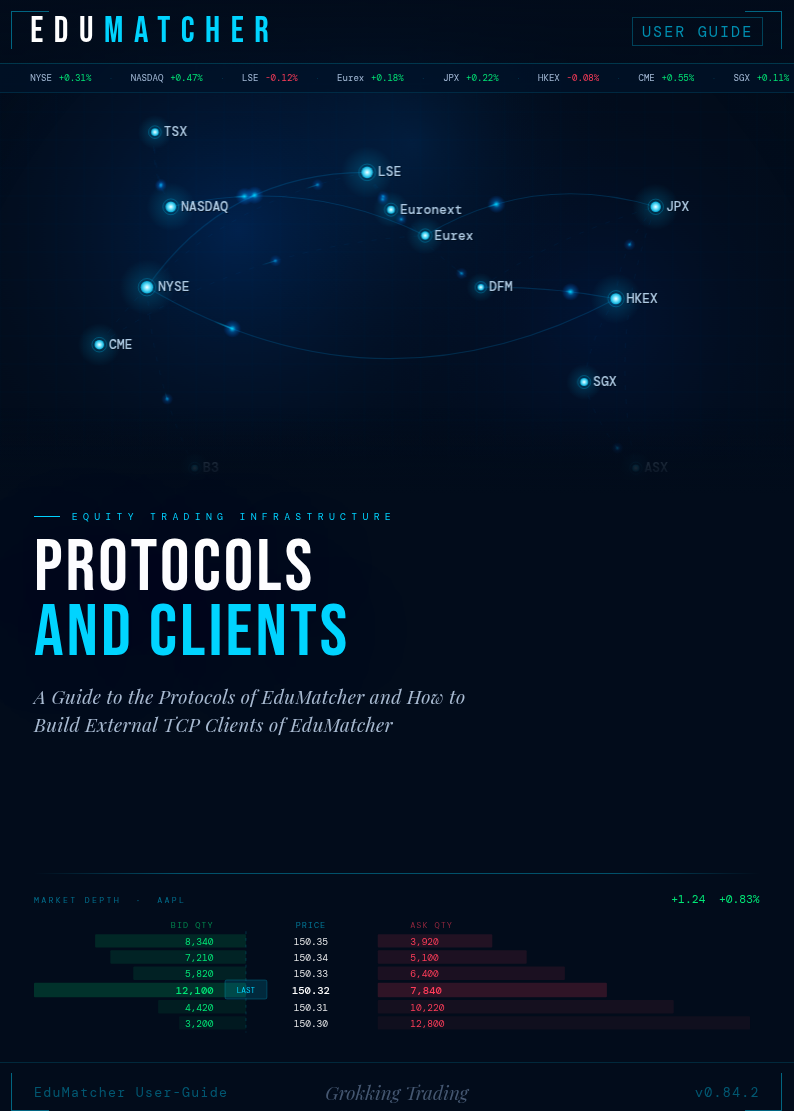 EDUMATCHER
USER GUIDE
NYSE +0.31% · NASDAQ +0.47% · LSE -0.12% · Eurex +0.18% · JPX +0.22% · HKEX -0.08% · CME +0.55% · SGX +0.11%
TSX
LSE
NASDAQ
Euronext
JPX
Eurex
NYSE
DFM
HKEX
CME
SGX
B3
ASX
EQUITY TRADING INFRASTRUCTURE
PROTOCOLS
AND CLIENTS
A Guide to the Protocols of EduMatcher and How to
Build External TCP Clients of EduMatcher
MARKET DEPTH · AAPL
+1.24 +0.83%
BID QTY PRICE ASK QTY
8,340 150.35 3,920
7,210 150.34 5,100
5,820 150.33 6,400
12,100 LAST 150.32 7,840
4,420 150.31 10,220
3,200 150.30 12,800
EduMatcher User-Guide
Grokking Trading
v0.84.2